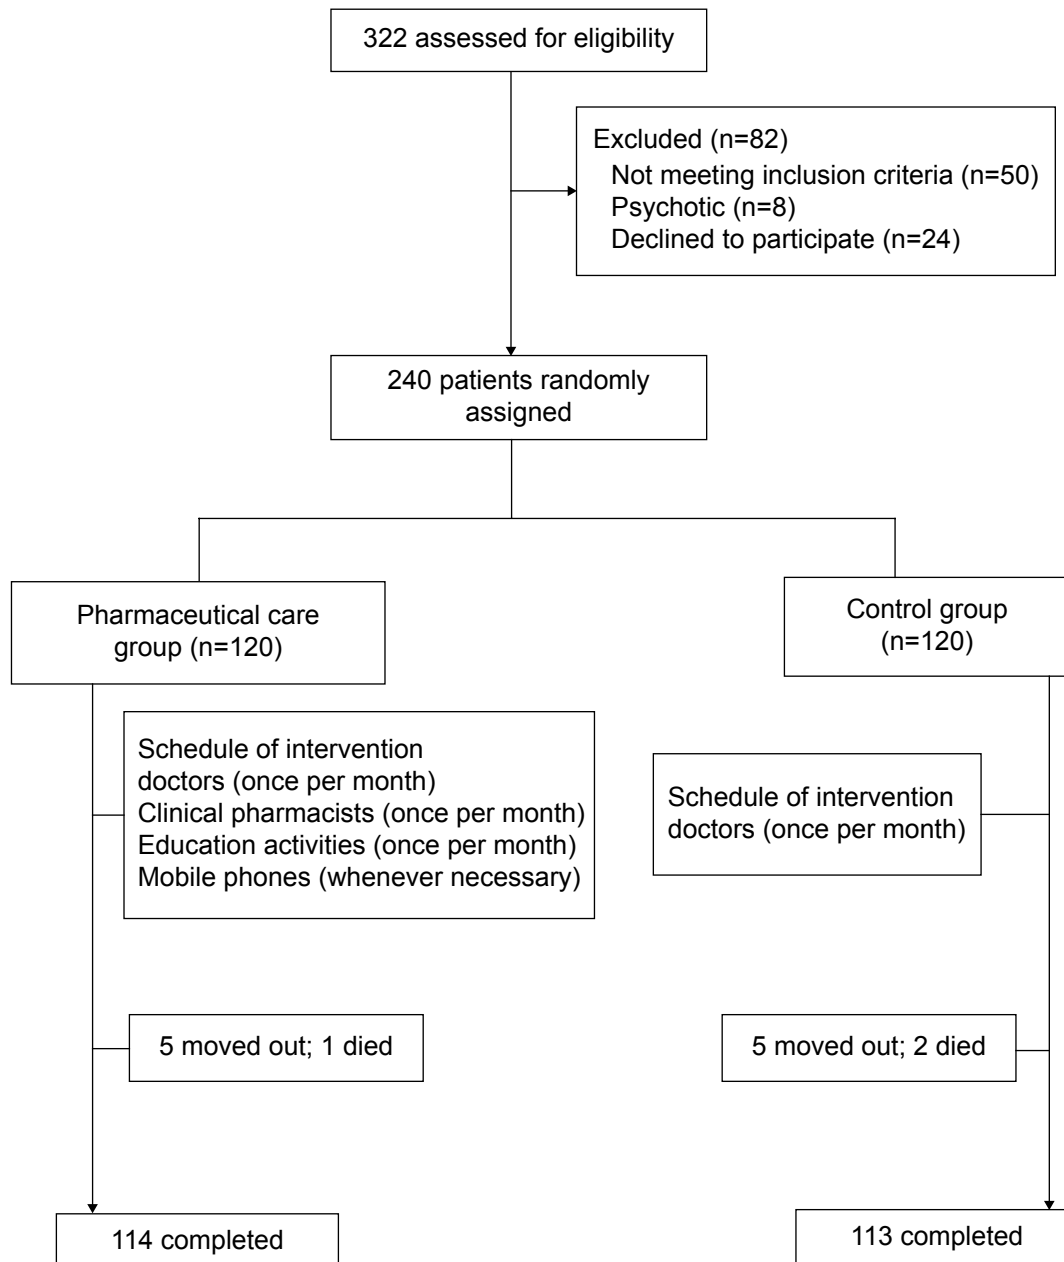 322 assessed for eligibility
Excluded (n=82)
Not meeting inclusion criteria (n=50)
Psychotic (n=8)
Declined to participate (n=24)
240 patients randomly
assigned
Pharmaceutical care
group (n=120)
Control group
(n=120)
Schedule of intervention
doctors (once per month)
Clinical pharmacists (once per month)
Education activities (once per month)
Mobile phones (whenever necessary)
Schedule of intervention
doctors (once per month)
5 moved out; 1 died
5 moved out; 2 died
114 completed
113 completed